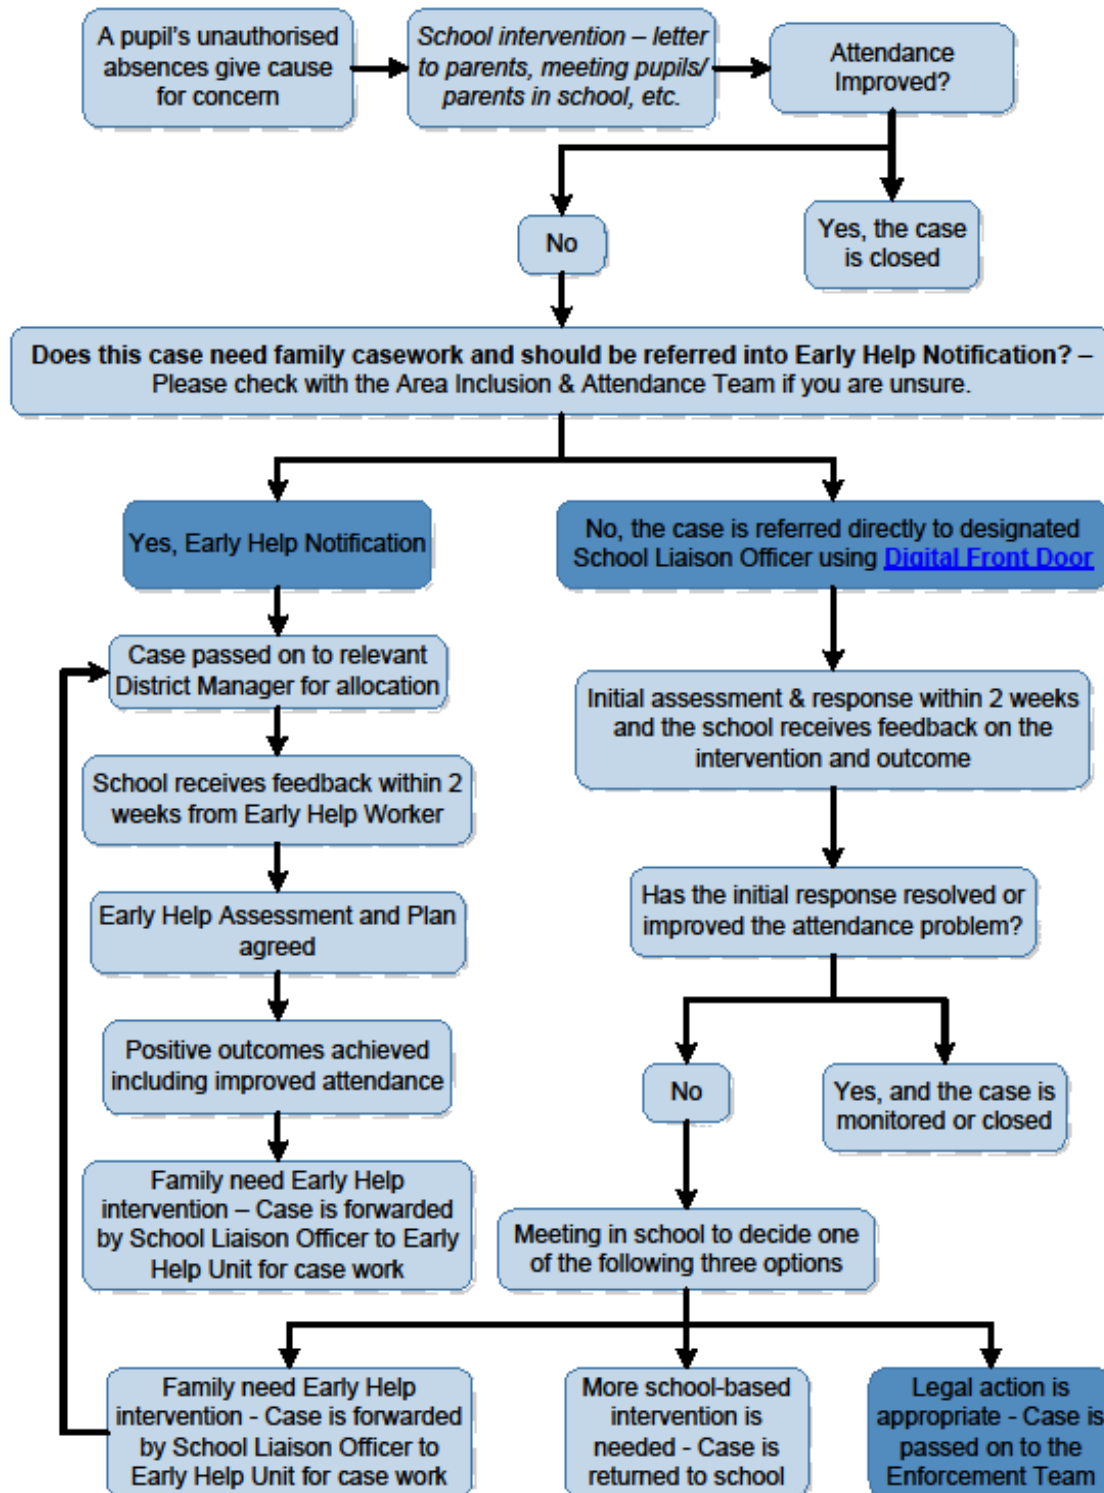 A pupil's unauthorised
absences give cause
for concern
School intervention – letter
to parents, meeting pupils/
parents in school, etc.
Attendance
Improved?
No
Yes, the case
is closed
Does this case need family casework and should be referred into Early Help Notification? –
Please check with the Area Inclusion & Attendance Team if you are unsure.
Yes, Early Help Notification
No, the case is referred directly to designated
School Liaison Officer using Digital Front Door
Case passed on to relevant
District Manager for allocation
Initial assessment & response within 2 weeks
and the school receives feedback on the
intervention and outcome
School receives feedback within 2
weeks from Early Help Worker
Has the initial response resolved or
improved the attendance problem?
Early Help Assessment and Plan
agreed
Positive outcomes achieved
including improved attendance
No
Yes, and the case is
monitored or closed
Family need Early Help
intervention – Case is forwarded
by School Liaison Officer to Early
Help Unit for case work
Meeting in school to decide one
of the following three options
Family need Early Help
intervention - Case is forwarded
by School Liaison Officer to
Early Help Unit for case work
More school-based
intervention is
needed - Case is
returned to school
Legal action is
appropriate - Case is
passed on to the
Enforcement Team